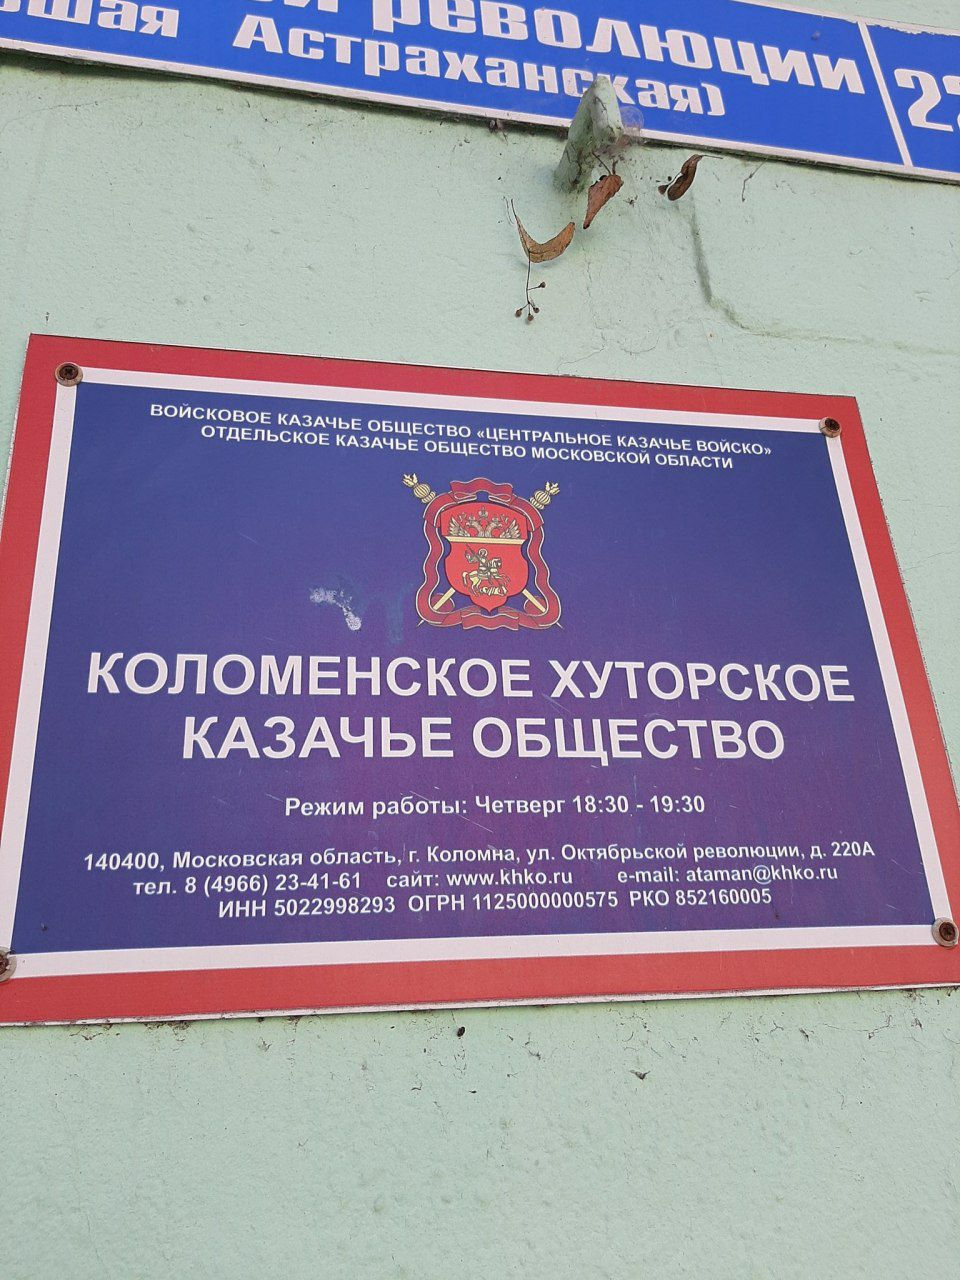 революции
Астраханская)
ВОЙСКОВОЕ КАЗАЧЬЕ ОБЩЕСТВО «ЦЕНТРАЛЬНОЕ КАЗАЧЬЕ ВОЙСКО»
ОТДЕЛЬСКОЕ КАЗАЧЬЕ ОБЩЕСТВО МОСКОВСКОЙ ОБЛАСТИ
КОЛОМЕНСКОЕ ХУТОРСКОЕ
КАЗАЧЬЕ ОБЩЕСТВО
Режим работы: Четверг 18:30 - 19:30
140400, Московская область, г. Коломна, ул. Октябрьской революции, д. 220А
тел. 8 (4966) 23-41-61 сайт: www.khko.ru e-mail: ataman@khko.ru
ИНН 5022998293 ОГРН 1125000000575 РКО 852160005